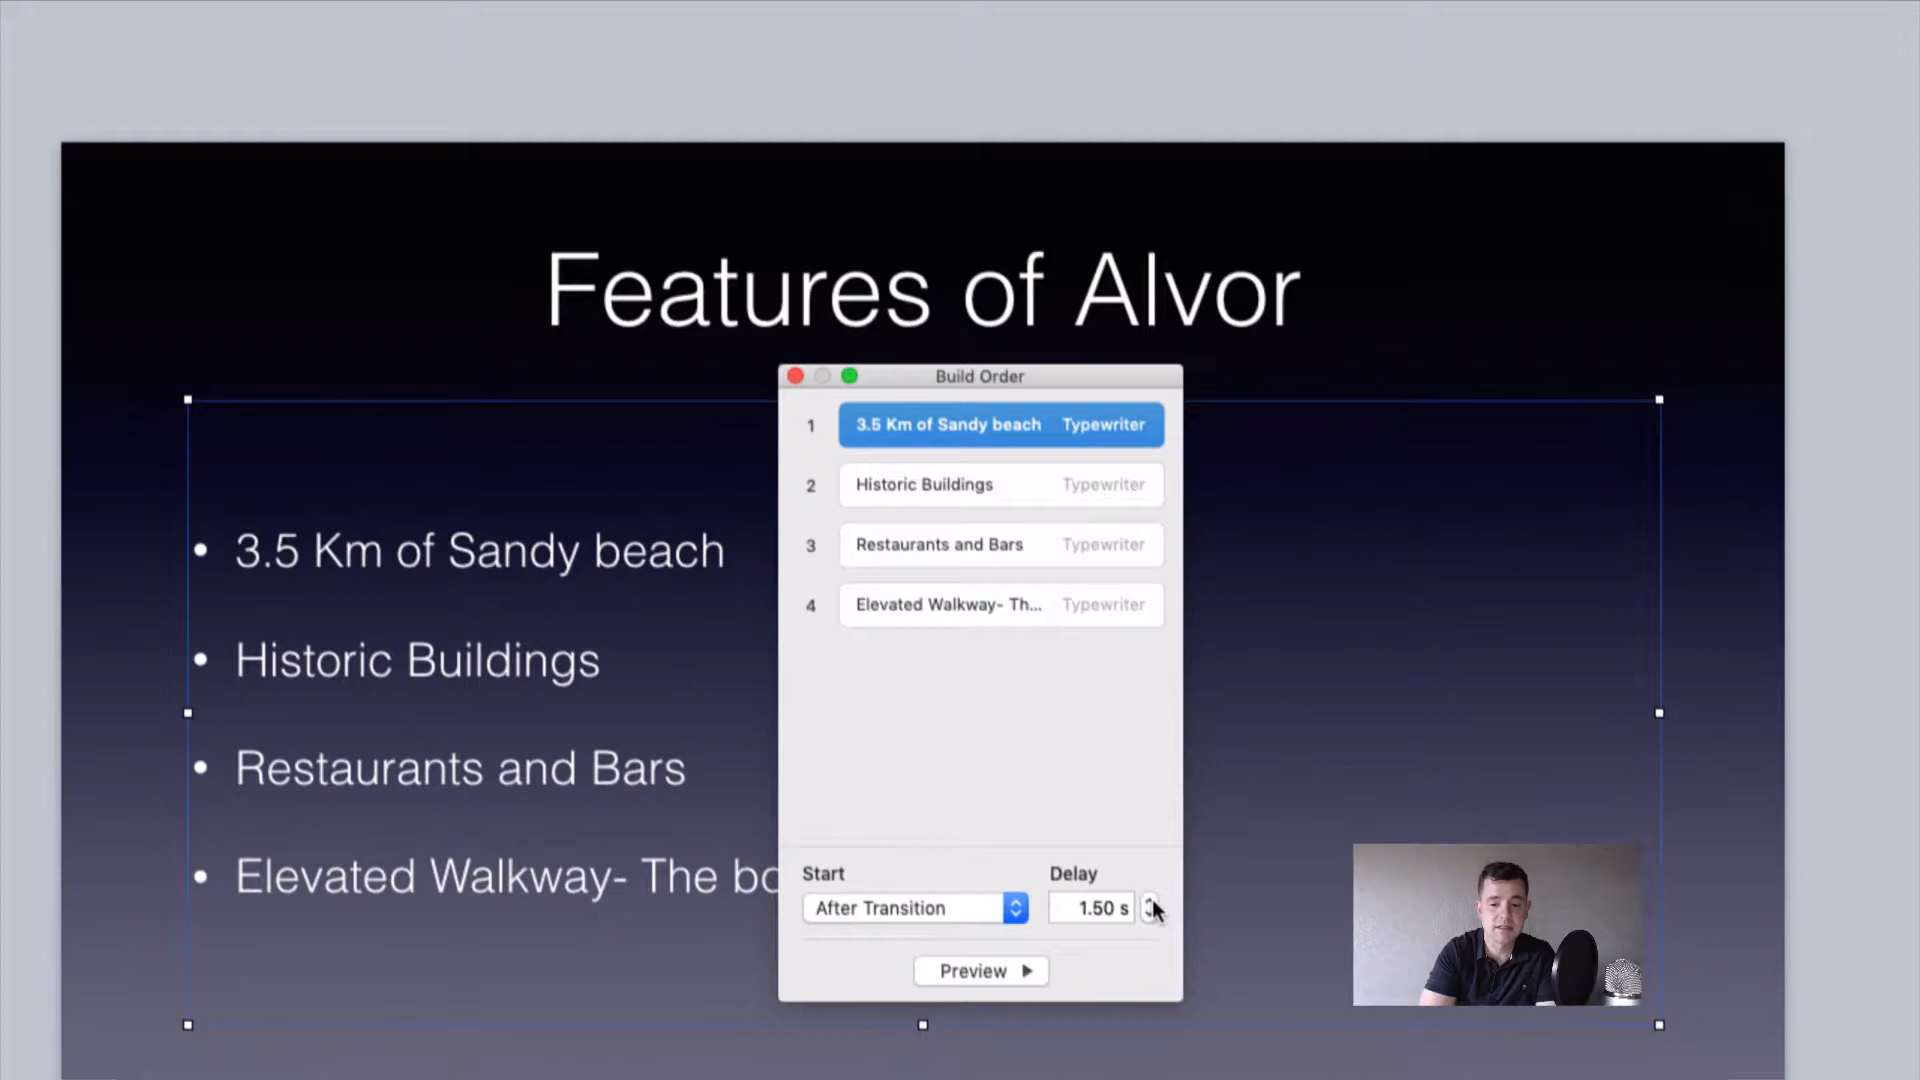 Features of Alvor
Build Order
1 3.5 Km of Sandy beach Typewriter
2 Historic Buildings Typewriter
3 Restaurants and Bars Typewriter
4 Elevated Walkway- Th... Typewriter
• 3.5 Km of Sandy beach
• Historic Buildings
• Restaurants and Bars
• Elevated Walkway- The bo
Start Delay
After Transition 1.50 s
Preview